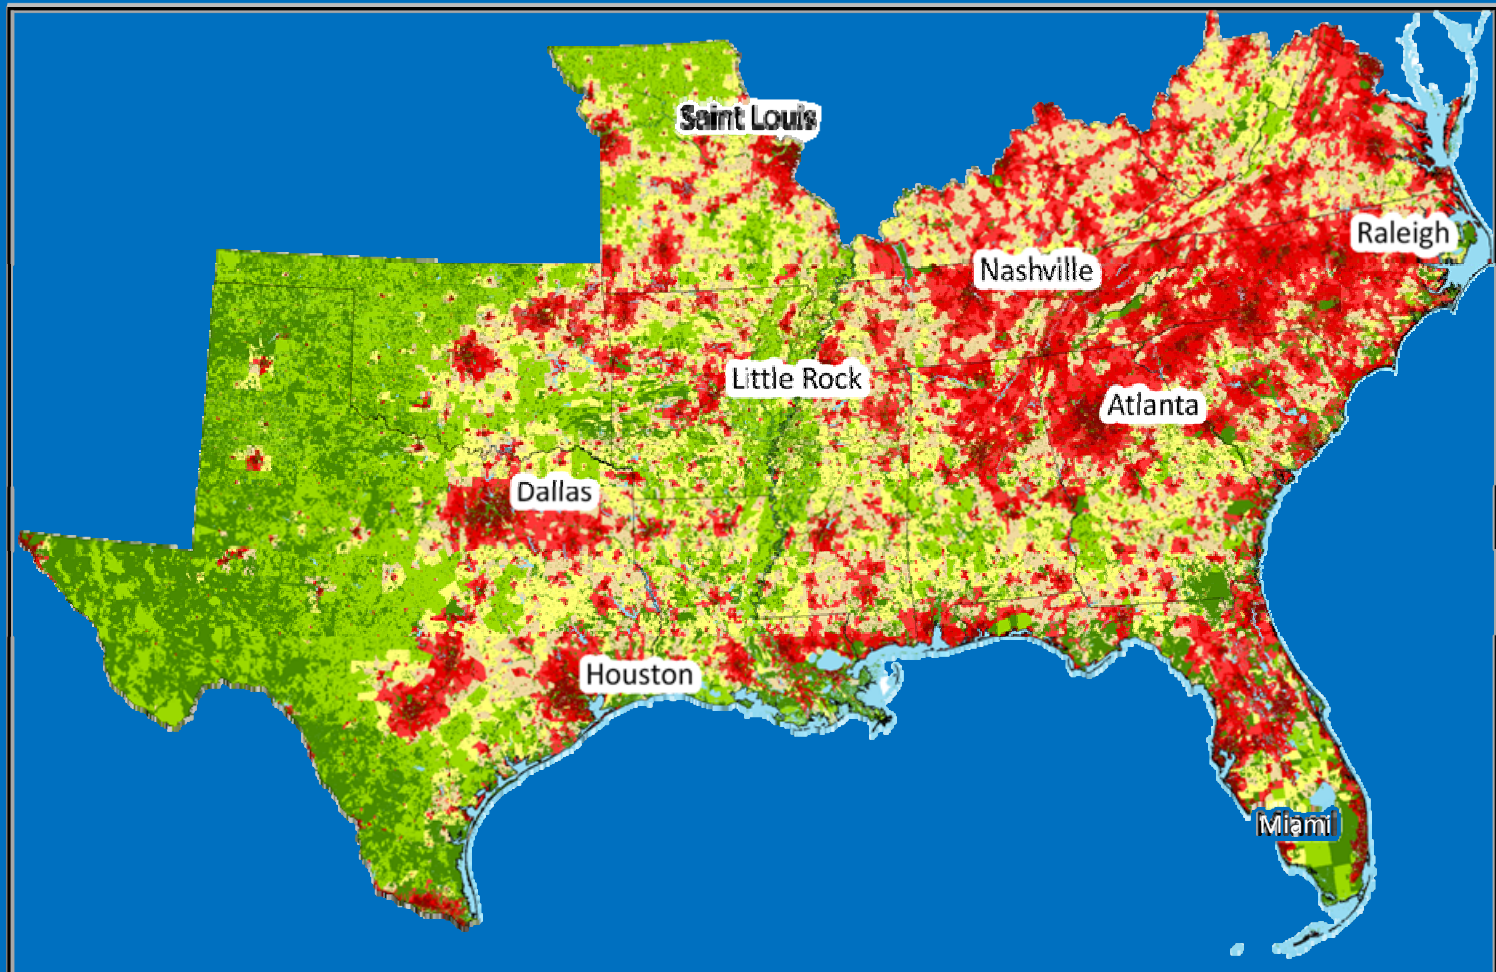 Saint Louis
Raleigh
Nashville
Little Rock
Atlanta
Dallas
Houston
Miami